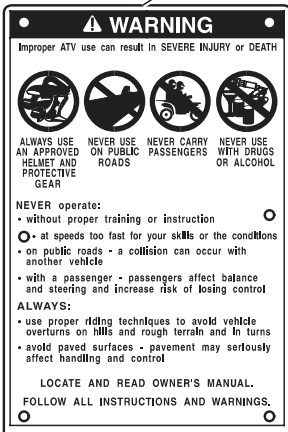 WARNING
Improper ATV use can result in SEVERE INJURY or DEATH
ALWAYS USE AN APPROVED HELMET AND PROTECTIVE GEAR
NEVER USE ON PUBLIC ROADS
NEVER CARRY PASSENGERS
NEVER USE WITH DRUGS OR ALCOHOL
NEVER operate:
• without proper training or instruction
• at speeds too fast for your skills or the conditions
• on public roads - a collision can occur with
another vehicle
• with a passenger - passengers affect balance
and steering and increase risk of losing control
ALWAYS:
• use proper riding techniques to avoid vehicle
overturns on hills and rough terrain and in turns
• avoid paved surfaces - pavement may seriously
affect handling and control
LOCATE AND READ OWNER'S MANUAL.
FOLLOW ALL INSTRUCTIONS AND WARNINGS.